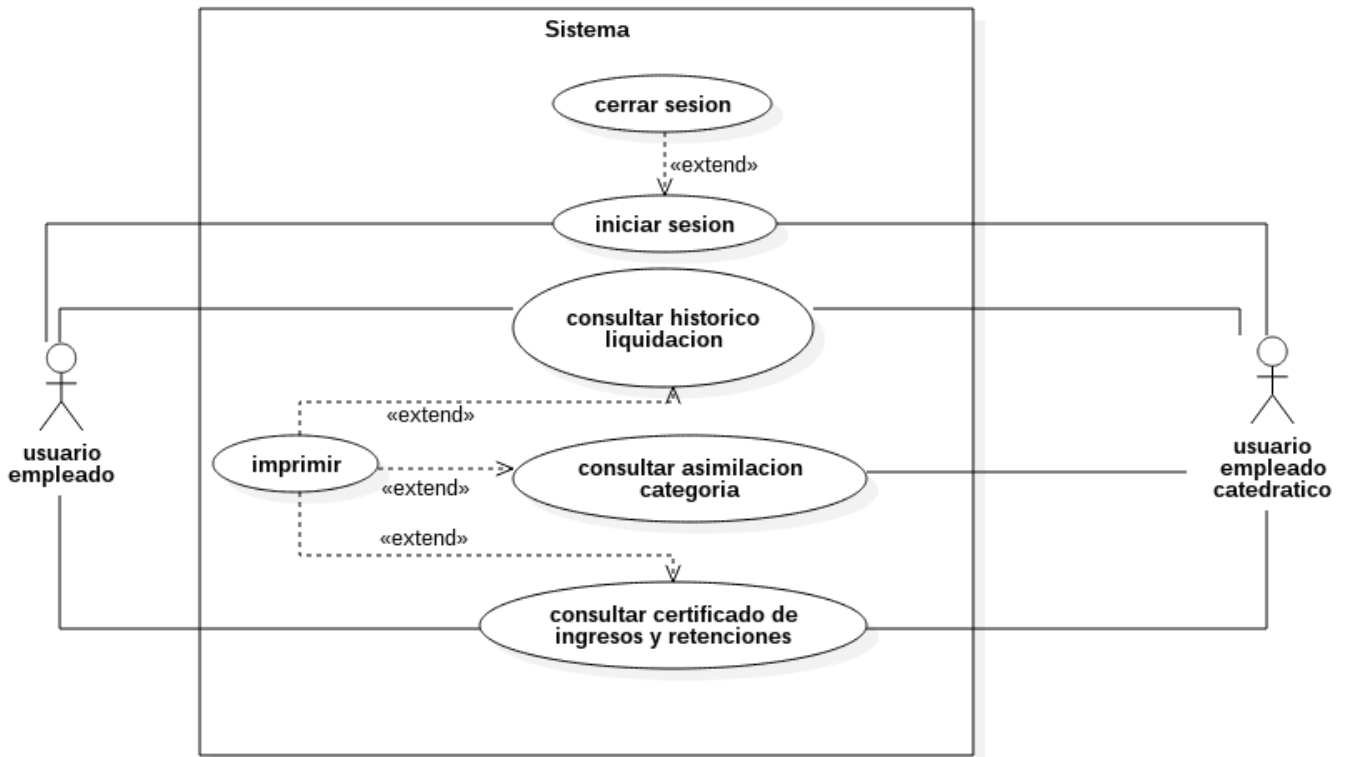 Sistema
cerrar sesion
«extend»
iniciar sesion
consultar historico
liquidacion
«extend»
usuario
empleado
imprimir
«extend»
consultar asimilacion
categoria
usuario
empleado
catedratico
«extend»
consultar certificado de
ingresos y retenciones